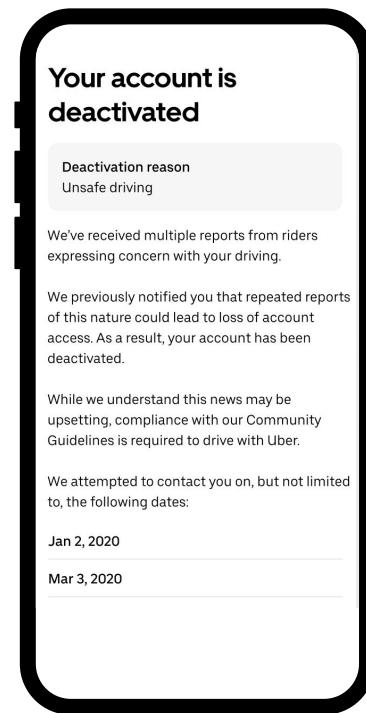 Your account is
deactivated
Deactivation reason
Unsafe driving
We've received multiple reports from riders
expressing concern with your driving.
We previously notified you that repeated reports
of this nature could lead to loss of account
access. As a result, your account has been
deactivated.
While we understand this news may be
upsetting, compliance with our Community
Guidelines is required to drive with Uber.
We attempted to contact you on, but not limited
to, the following dates:
Jan 2, 2020
Mar 3, 2020